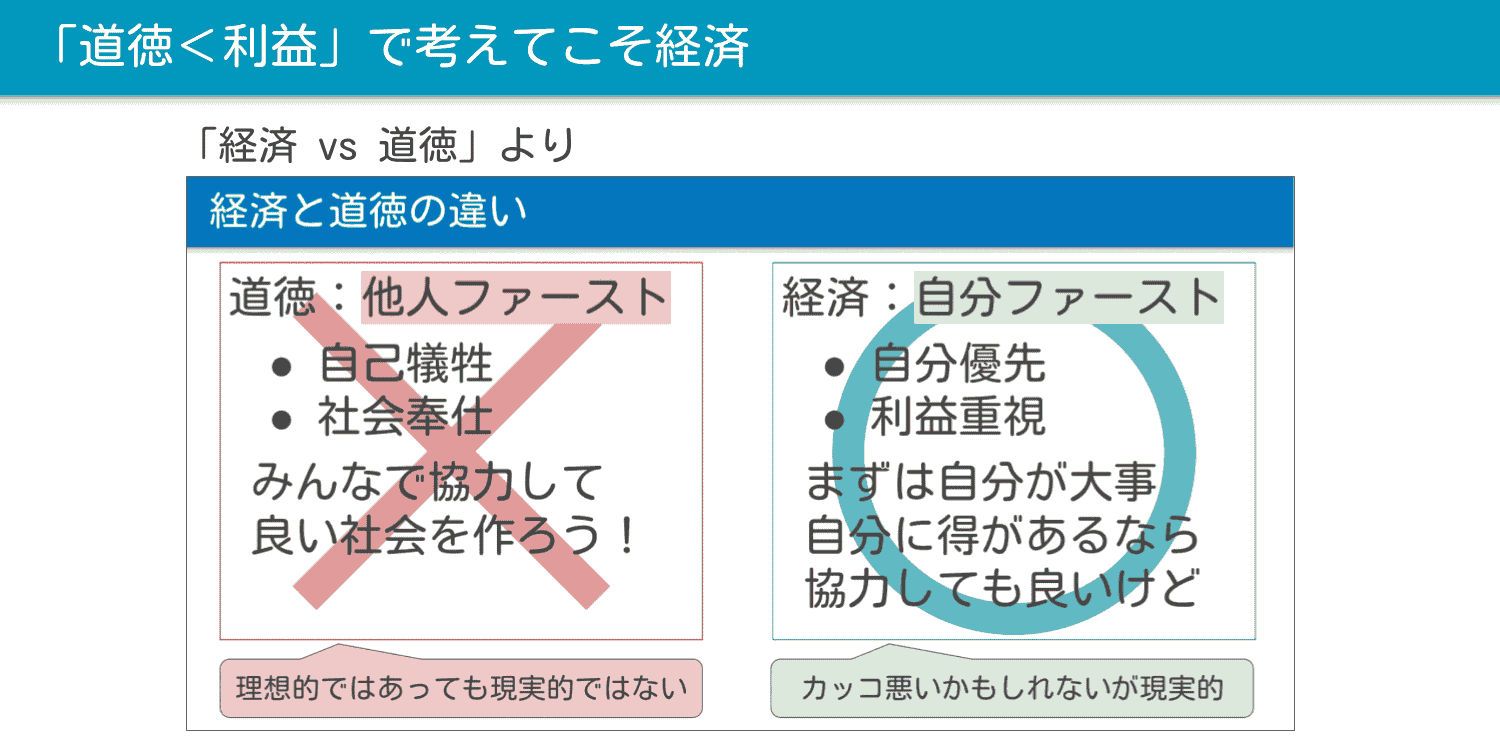 「道徳＜利益」で考えてこそ経済
「経済 vs 道徳」より
経済と道徳の違い
道徳：他人ファースト
● 自己犠牲
● 社会奉仕
みんなで協力して
良い社会を作ろう！
理想的ではあっても現実的ではない
経済：自分ファースト
● 自分優先
● 利益重視
まずは自分が大事
自分に得があるなら
協力しても良いけど
カッコ悪いかもしれないが現実的